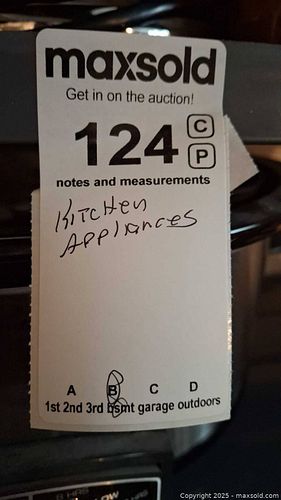 maxsold
Get in on the auction!
124 C
P
notes and measurements
KITCHEN
APPLIANCES
A B C D
1st 2nd 3rd bsmt garage outdoors
LOW
Copyright © 2025 - maxsold.com